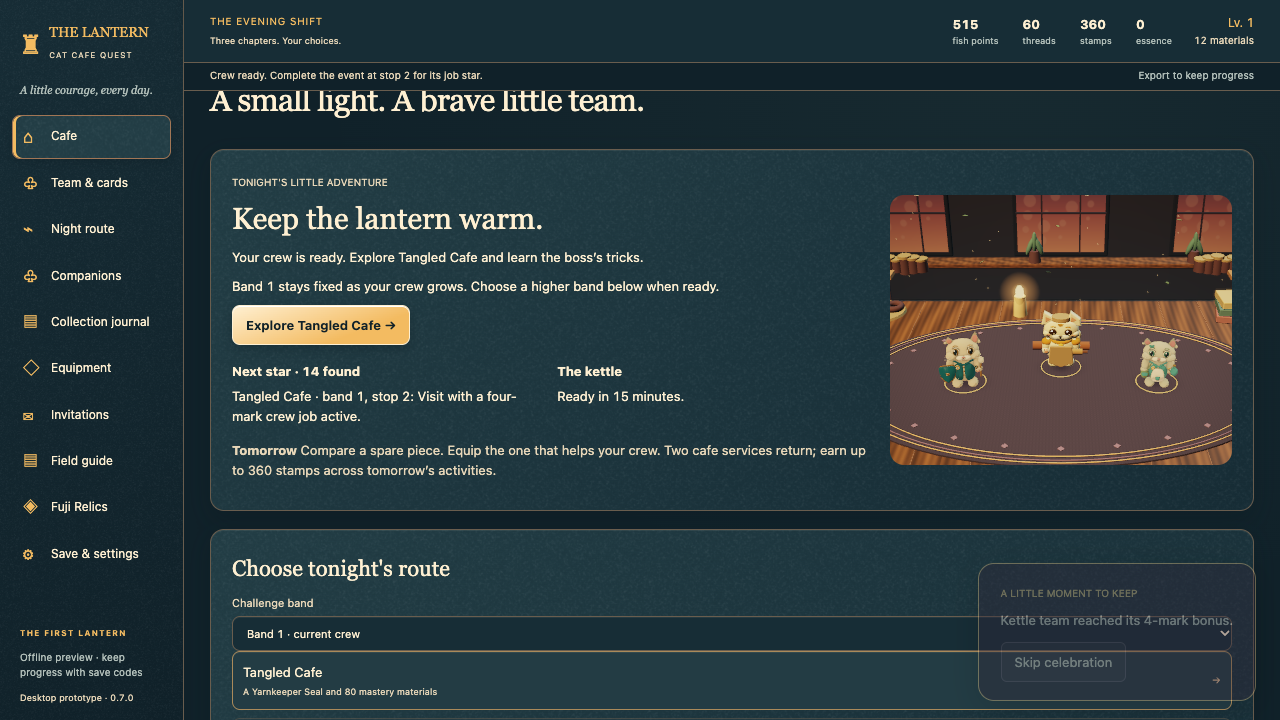 THE LANTERN
CAT CAFE QUEST
A little courage, every day.
Cafe
Team & cards
Night route
Companions
Collection journal
Equipment
Invitations
Field guide
Fuji Relics
Save & settings
THE FIRST LANTERN
Offline preview · keep
progress with save codes
Desktop prototype · 0.7.0
THE EVENING SHIFT
Three chapters. Your choices.
515
fish points
60
threads
360
stamps
0
essence
Lv. 1
12 materials
Crew ready. Complete the event at stop 2 for its job star.
Export to keep progress
A small light. A brave little team.
TONIGHT'S LITTLE ADVENTURE
Keep the lantern warm.
Your crew is ready. Explore Tangled Cafe and learn the boss’s tricks.
Band 1 stays fixed as your crew grows. Choose a higher band below when ready.
Explore Tangled Cafe →
Next star · 14 found
Tangled Cafe · band 1, stop 2: Visit with a four-
mark crew job active.
The kettle
Ready in 15 minutes.
Tomorrow Compare a spare piece. Equip the one that helps your crew. Two cafe services return; earn up
to 360 stamps across tomorrow’s activities.
Choose tonight's route
Challenge band
Band 1 · current crew
Tangled Cafe
A Yarnkeeper Seal and 80 mastery materials
→
A LITTLE MOMENT TO KEEP
Kettle team reached its 4-mark bonus.
Skip celebration